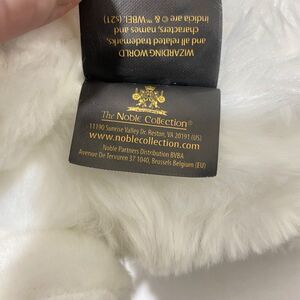 WIZARDING WORLD
and all related trademarks,
characters, names and
indicia are © & ™ WBEI. (s21)
The Noble Collection®
11190 Sunrise Valley Dr. Reston, VA 20191 (US)
www.noblecollection.com
Noble Partners Distribution BVBA
Avenue De Tervuren 37 1040, Brussels Belgium (EU)